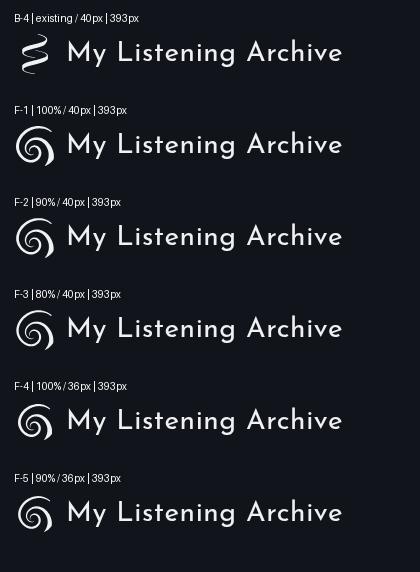 B-4 | existing / 40px | 393px
My Listening Archive
F-1 | 100% / 40px | 393px
My Listening Archive
F-2 | 90% / 40px | 393px
My Listening Archive
F-3 | 80% / 40px | 393px
My Listening Archive
F-4 | 100% / 36px | 393px
My Listening Archive
F-5 | 90% / 36px | 393px
My Listening Archive